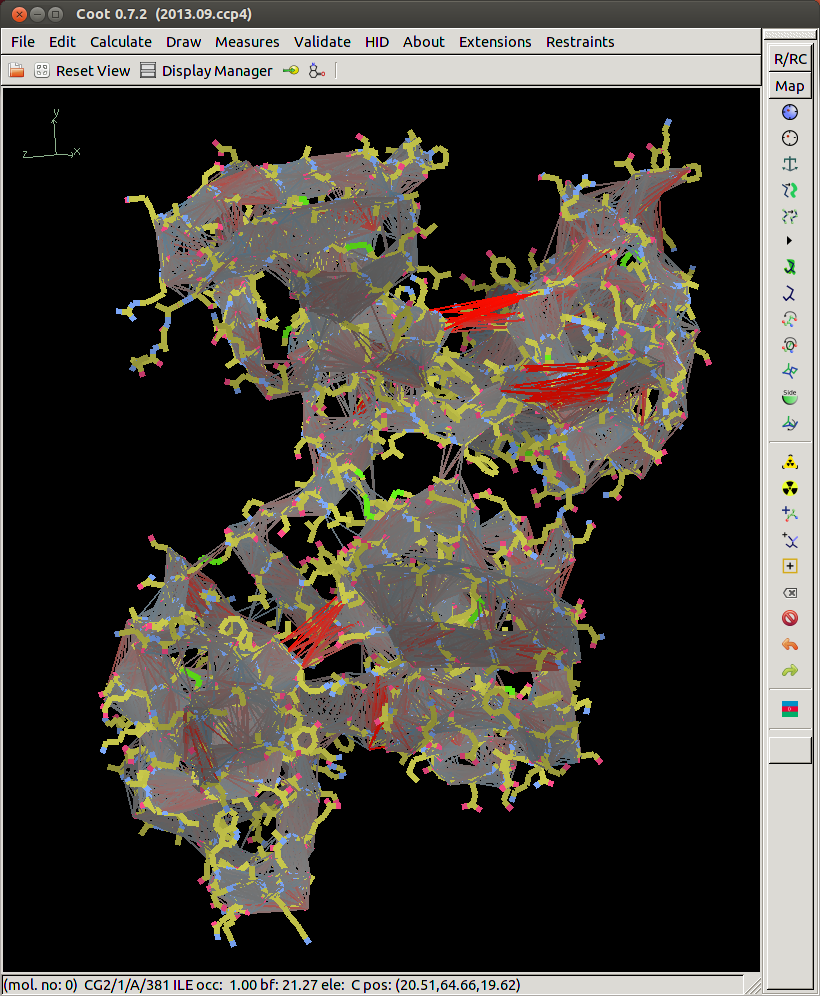 Coot 0.7.2 (2013.09.ccp4)
File Edit Calculate Draw Measures Validate HID About Extensions Restraints
Reset View Display Manager
R/RC
Map
y
z x
Side
(mol. no: 0) CG2/1/A/381 ILE occ: 1.00 bf: 21.27 ele: C pos: (20.51,64.66,19.62)